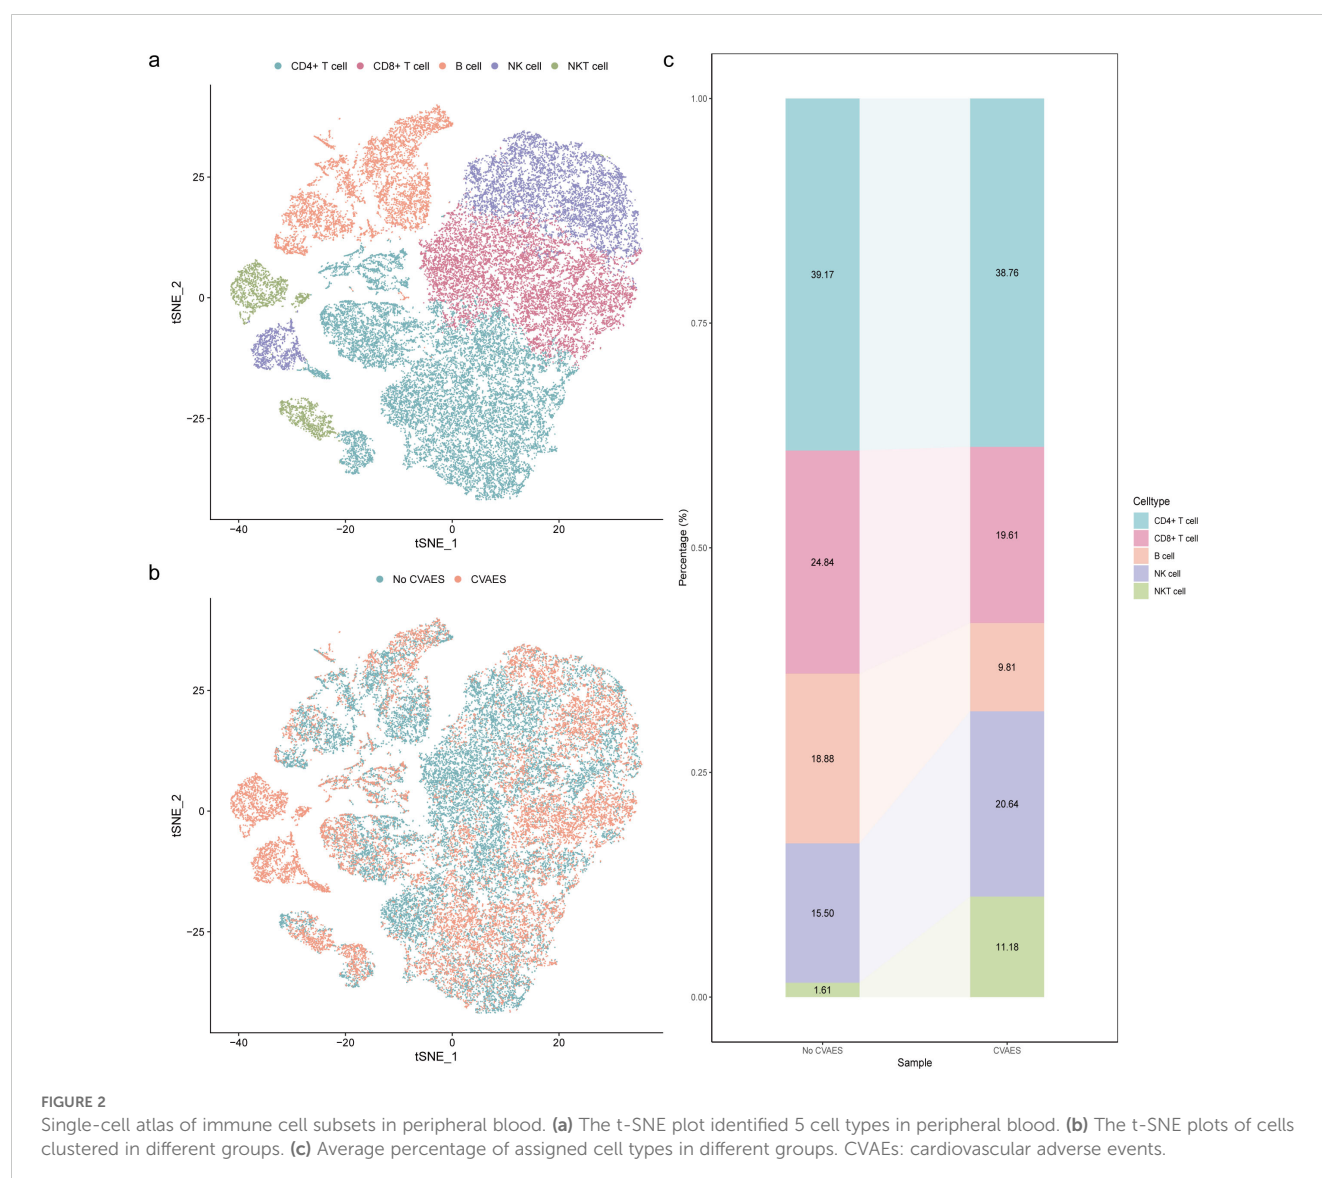 a
CD4+ T cell CD8+ T cell B cell NK cell NKT cell
25
0
−25
tSNE_2
−40 −20 0 20
tSNE_1
b
No CVAES CVAES
25
0
−25
tSNE_2
−40 −20 0 20
tSNE_1
c
1.00
0.75
0.50
0.25
0.00
Percentage (%)
39.17
24.84
18.88
15.50
1.61
38.76
19.61
9.81
20.64
11.18
No CVAES CVAES
Sample
Celltype
CD4+ T cell
CD8+ T cell
B cell
NK cell
NKT cell
FIGURE 2
Single-cell atlas of immune cell subsets in peripheral blood. (a) The t-SNE plot identified 5 cell types in peripheral blood. (b) The t-SNE plots of cells
clustered in different groups. (c) Average percentage of assigned cell types in different groups. CVAEs: cardiovascular adverse events.